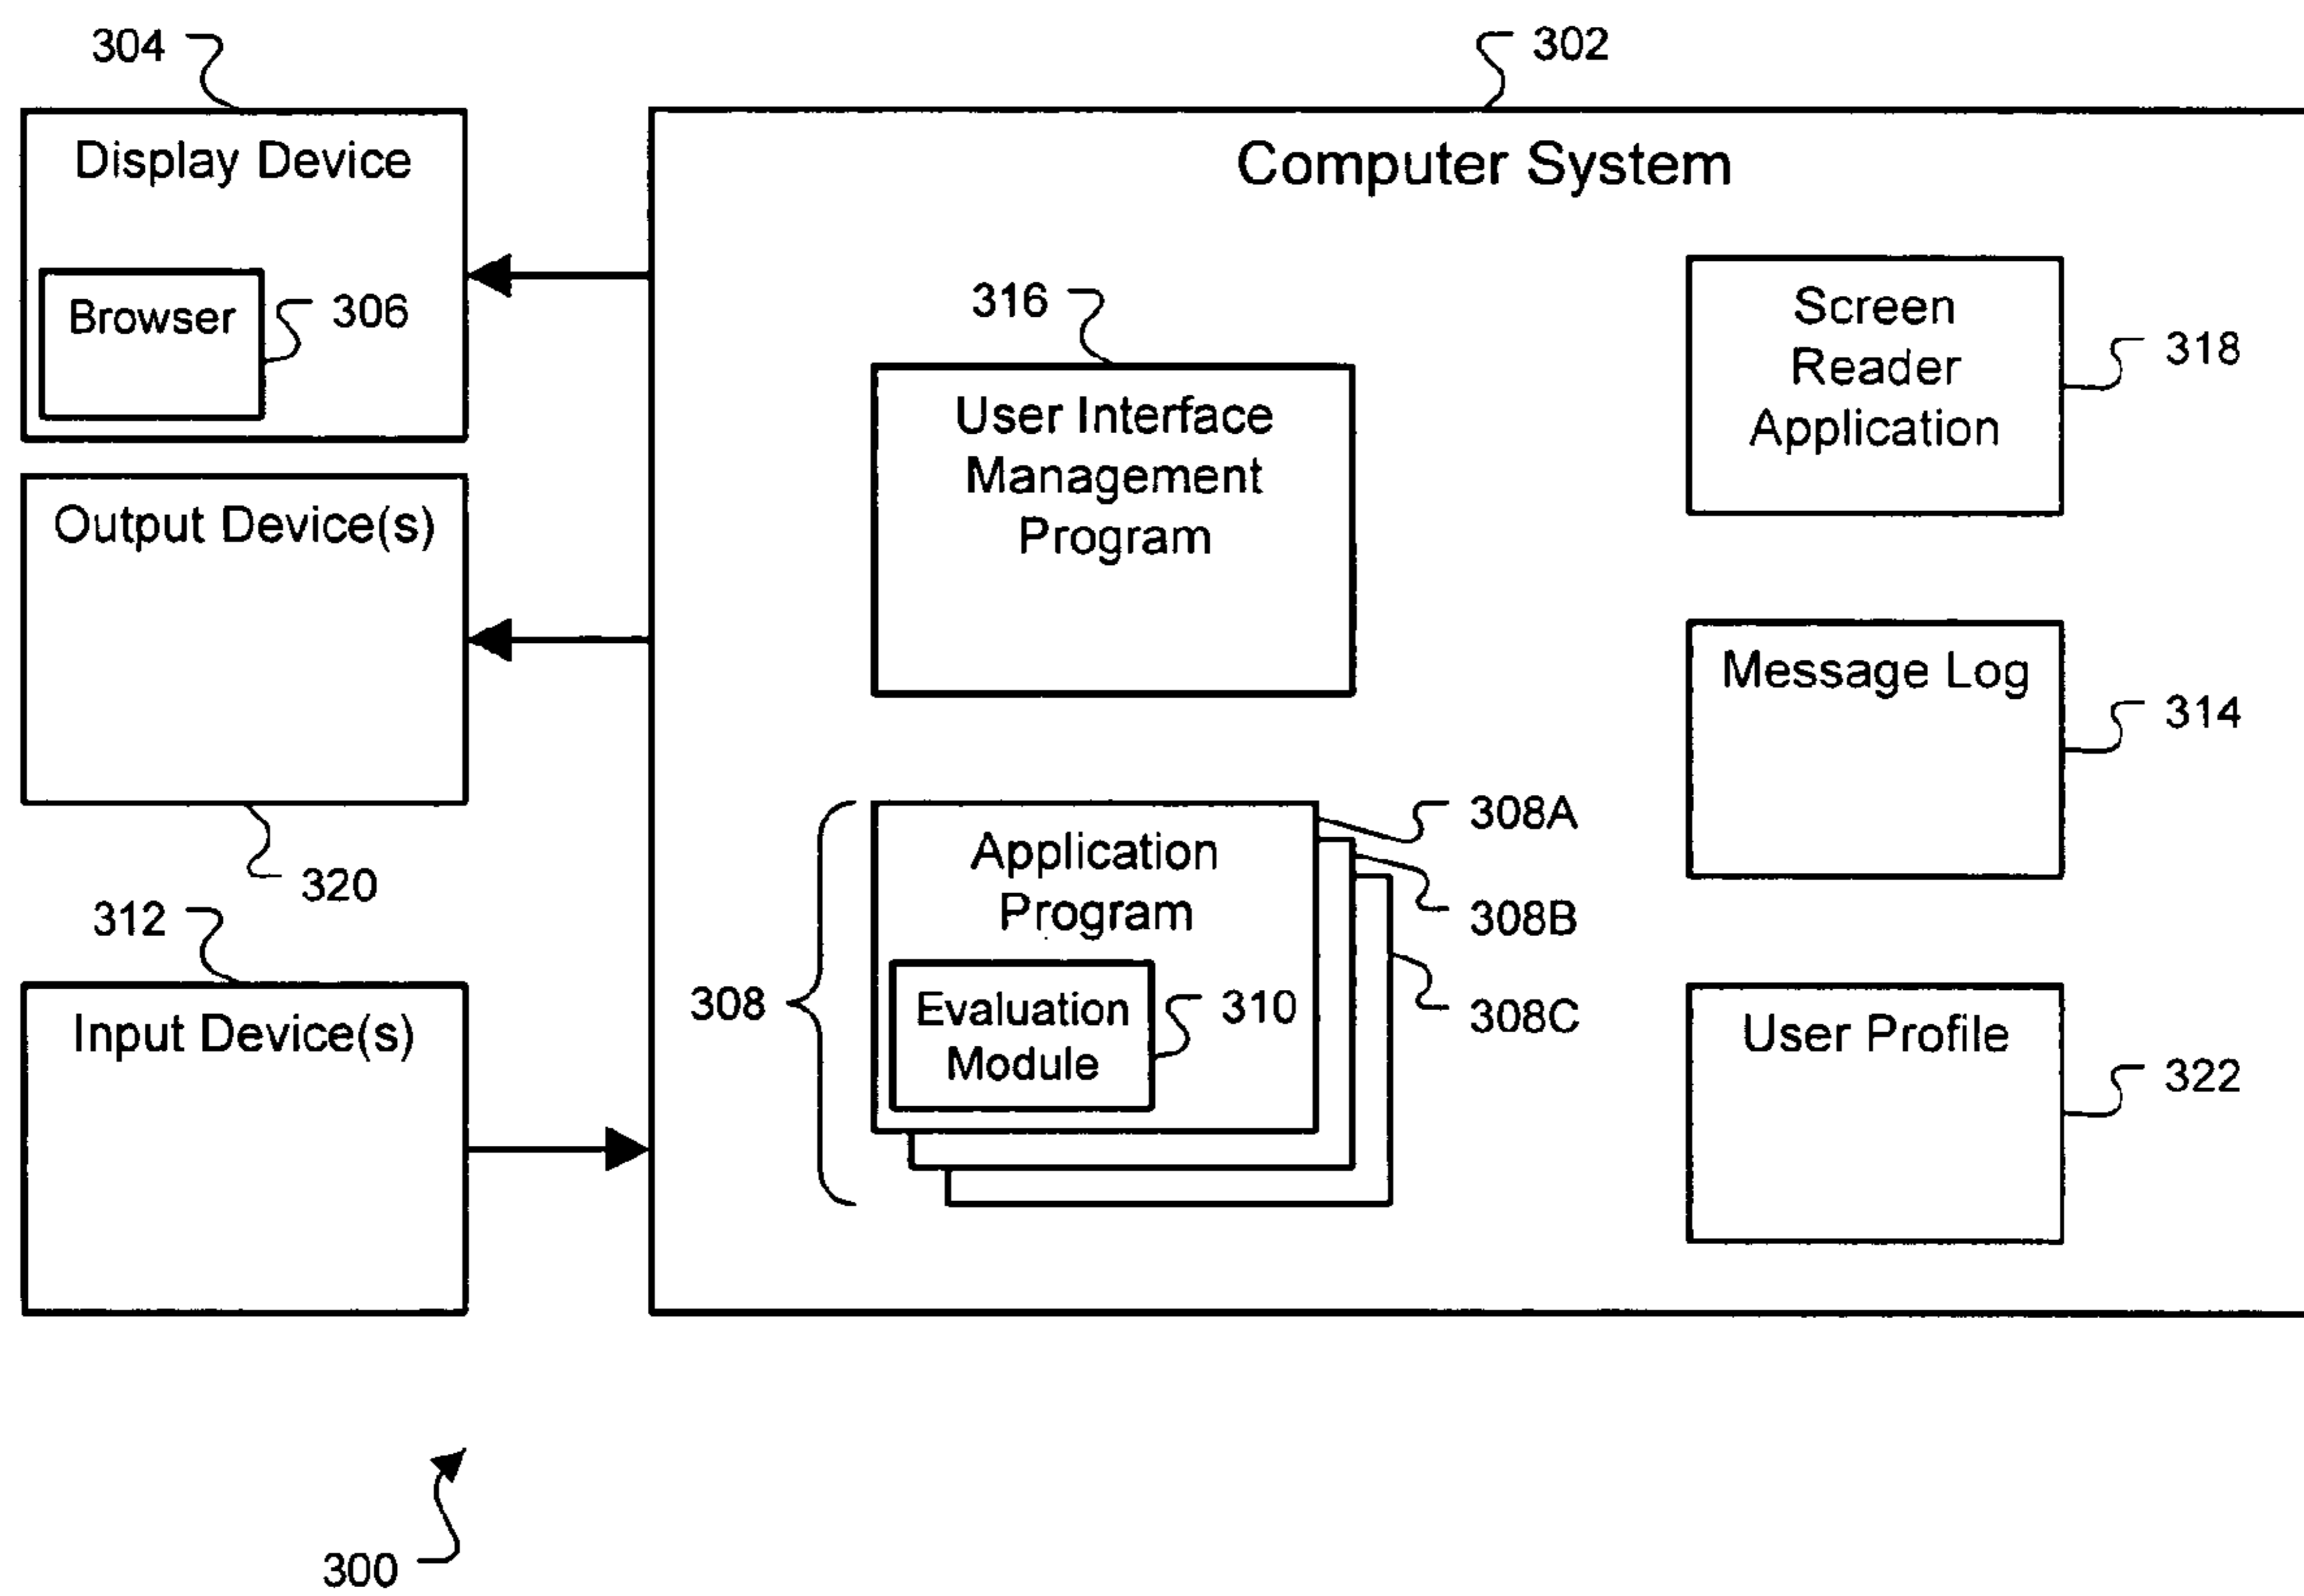 304
302
Display Device
Computer System
Browser
306
316
Screen
Reader
Application
318
User Interface
Management
Program
Output Device(s)
Message Log
314
320
308
Application
Program
308A
308B
308C
Evaluation
Module
310
312
Input Device(s)
User Profile
322
300